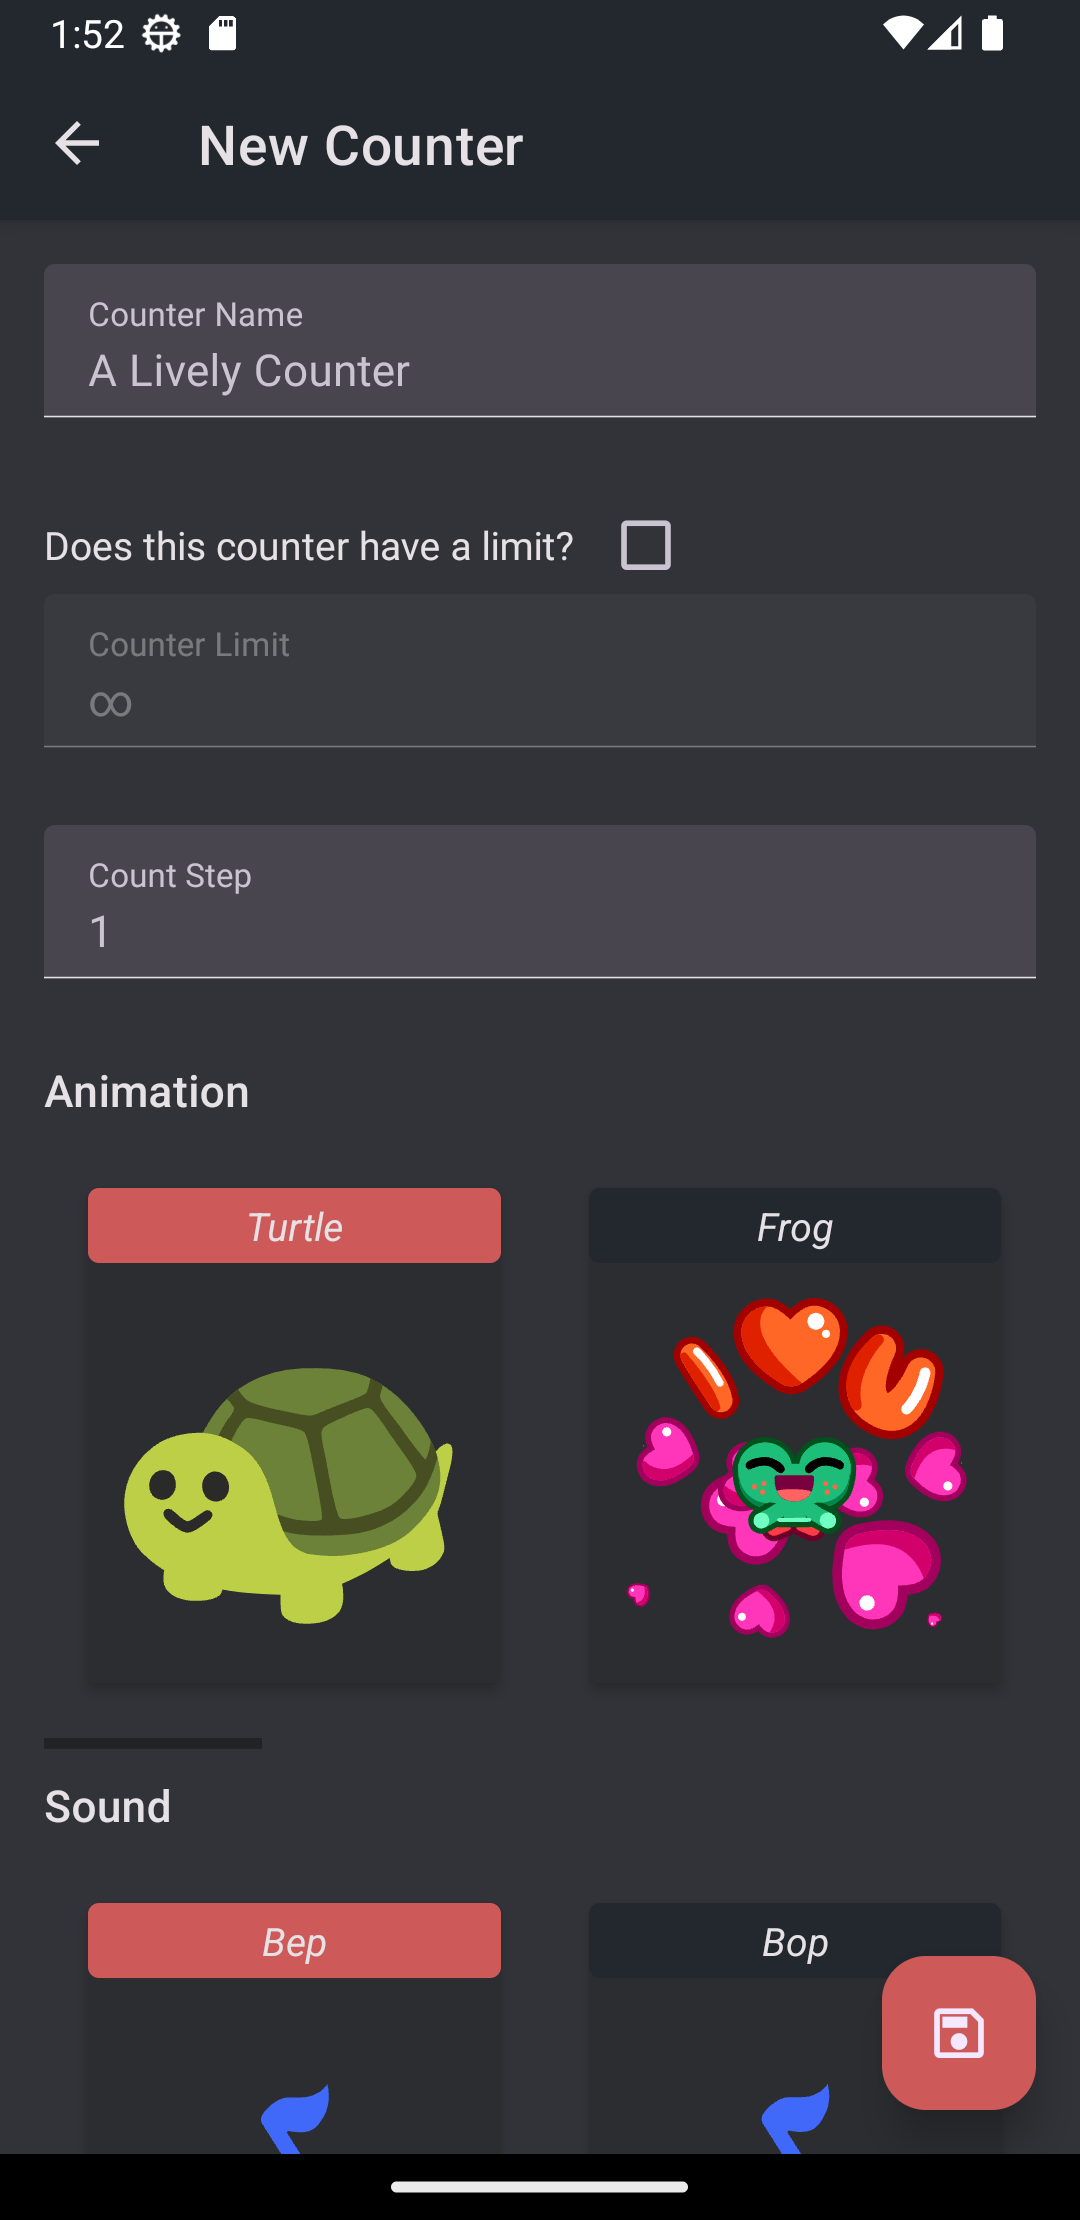 1:52
New Counter
Counter Name
A Lively Counter
Does this counter have a limit?
Counter Limit
∞
Count Step
1
Animation
Turtle
Frog
Sound
Bep
Bop